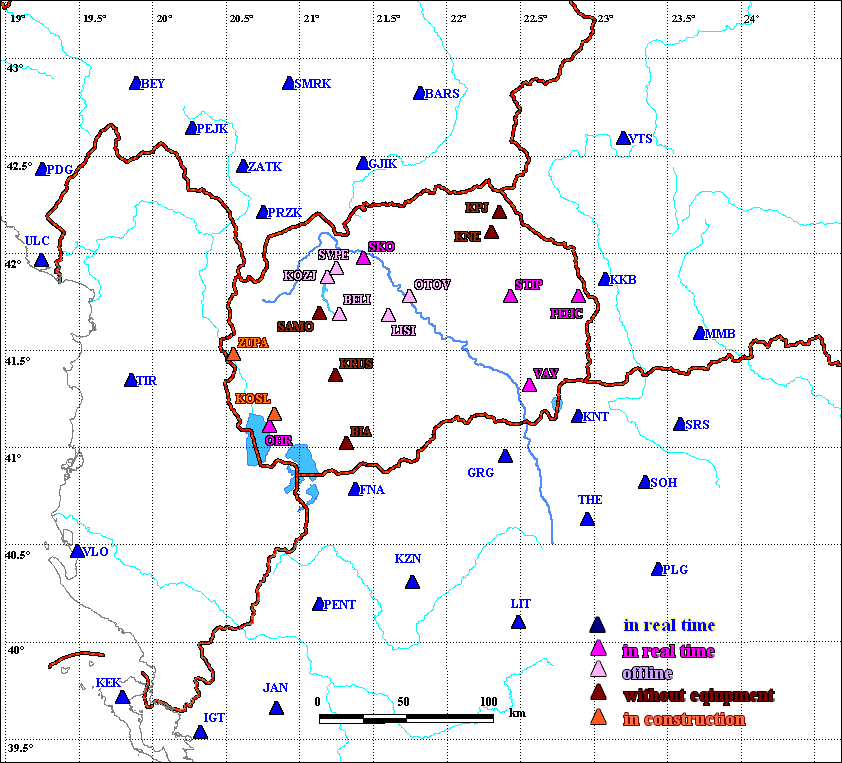 19° 19.5° 20° 20.5° 21° 21.5° 22° 22.5° 23° 23.5° 24°
43°
BEY SMRK BARS
PEJK VTS
42.5° PDG ZATK GJIK
PRZK KPJ
ULC KNE
42° SVPE SKO
KOZJ OTOV STIP KKB
BELI PEHC
SAMO LISI MMB
41.5° ZUPA
TIR KRUS VAY
KOSL KNT SRS
OHR BIA
41° GRG
FNA SOH
THE
40.5° VLO KZN PLG
PENT LIT
in real time
40° in real time
offline
KEK JAN without eqiupment
IGT 0 50 100 km in construction
39.5°